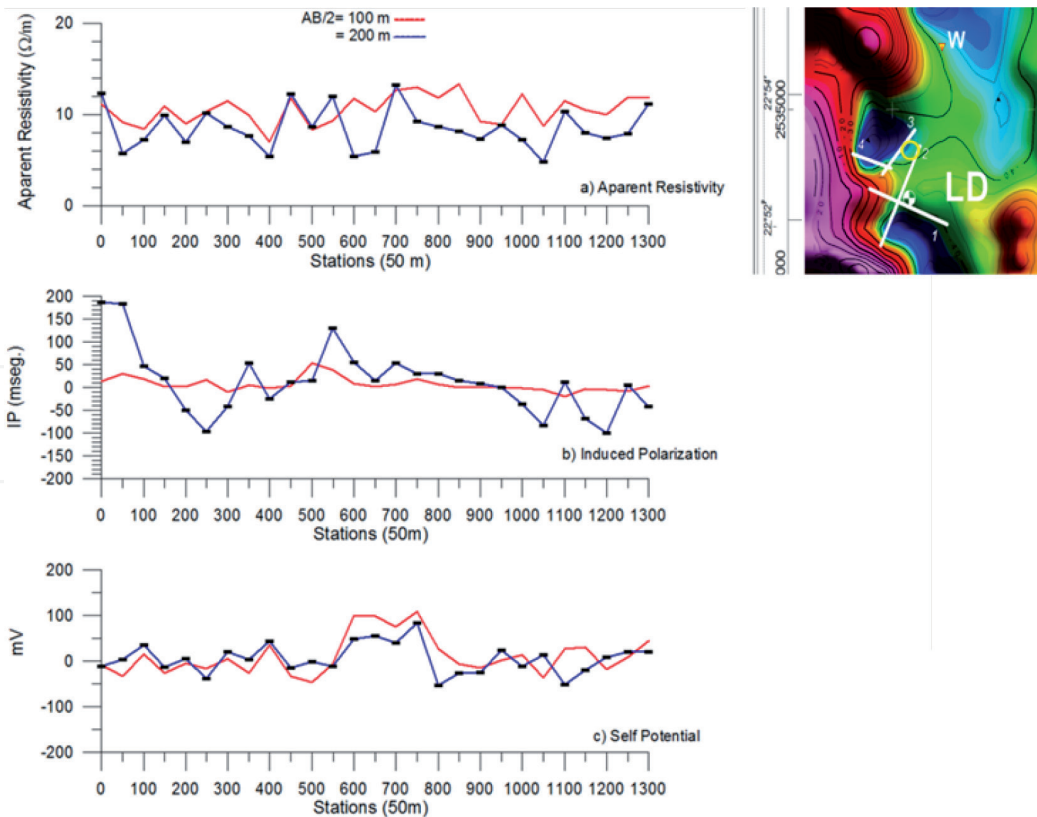 AB/2= 100 m
= 200 m
Apparent Resistivity (Ω/m)
20
10
0
a) Apparent Resistivity
0 100 200 300 400 500 600 700 800 900 1000 1100 1200 1300
Stations (50 m)
IP (mseg.)
200
150
100
50
0
-50
-100
-150
-200
b) Induced Polarization
0 100 200 300 400 500 600 700 800 900 1000 1100 1200 1300
Stations (50m)
mV
200
100
0
-100
-200
c) Self Potential
0 100 200 300 400 500 600 700 800 900 1000 1100 1200 1300
Stations (50m)
W
22°54'
2535000
3
4
2
LD
22°52'
1
000